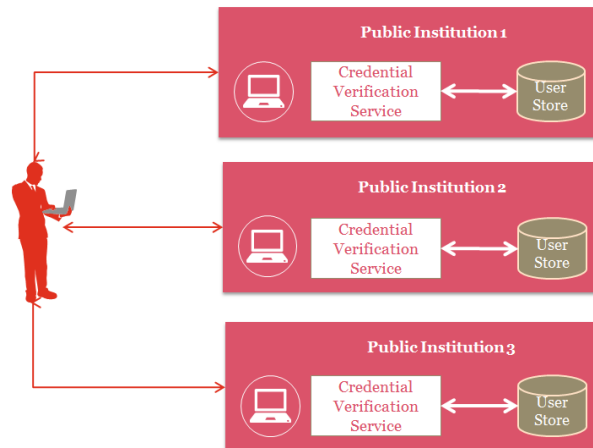 Public Institution 1
Credential
Verification
Service
User
Store
Public Institution 2
Credential
Verification
Service
User
Store
Public Institution 3
Credential
Verification
Service
User
Store